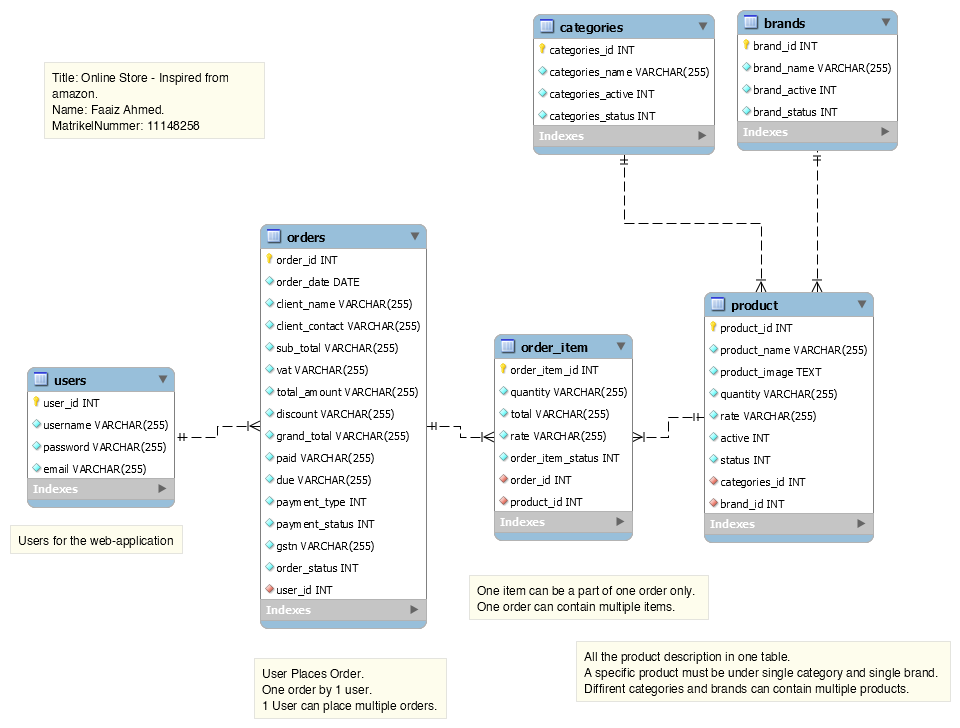 Title: Online Store - Inspired from
amazon.
Name: Faaiz Ahmed.
MatrikelNummer: 11148258
categories
categories_id INT
categories_name VARCHAR(255)
categories_active INT
categories_status INT
Indexes
brands
brand_id INT
brand_name VARCHAR(255)
brand_active INT
brand_status INT
Indexes
users
user_id INT
username VARCHAR(255)
password VARCHAR(255)
email VARCHAR(255)
Indexes
Users for the web-application
orders
order_id INT
order_date DATE
client_name VARCHAR(255)
client_contact VARCHAR(255)
sub_total VARCHAR(255)
vat VARCHAR(255)
total_amount VARCHAR(255)
discount VARCHAR(255)
grand_total VARCHAR(255)
paid VARCHAR(255)
due VARCHAR(255)
payment_type INT
payment_status INT
gstn VARCHAR(255)
order_status INT
user_id INT
Indexes
User Places Order.
One order by 1 user.
1 User can place multiple orders.
order_item
order_item_id INT
quantity VARCHAR(255)
total VARCHAR(255)
rate VARCHAR(255)
order_item_status INT
order_id INT
product_id INT
Indexes
One item can be a part of one order only.
One order can contain multiple items.
product
product_id INT
product_name VARCHAR(255)
product_image TEXT
quantity VARCHAR(255)
rate VARCHAR(255)
active INT
status INT
categories_id INT
brand_id INT
Indexes
All the product description in one table.
A specific product must be under single category and single brand.
Diffirent categories and brands can contain multiple products.